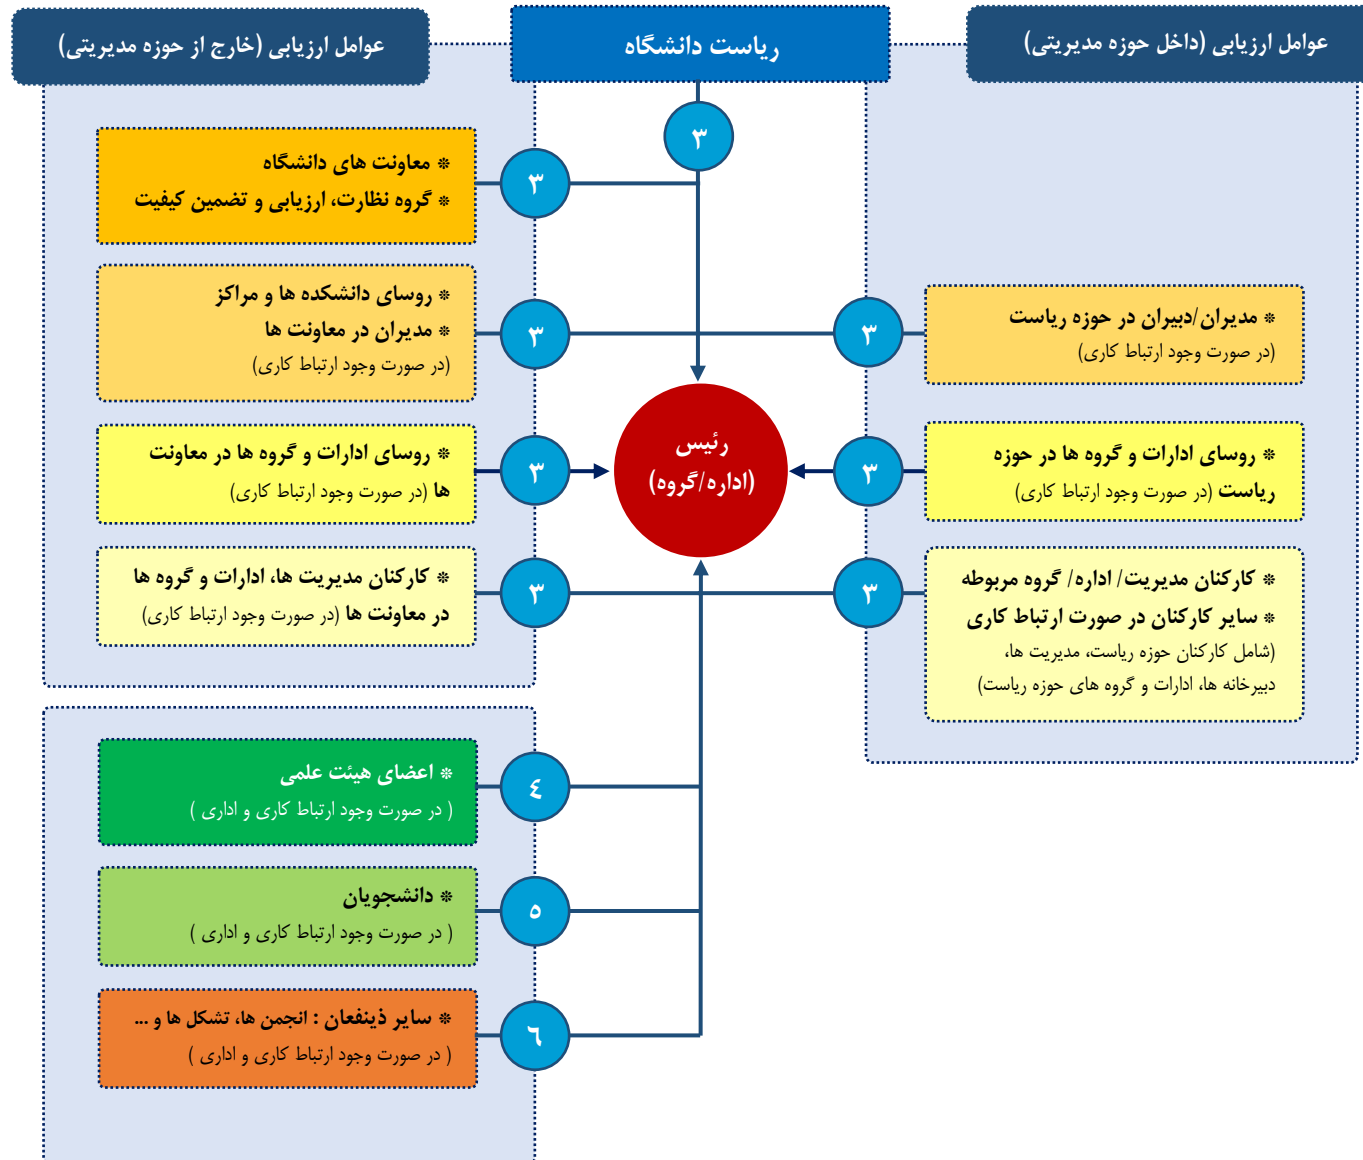 عوامل ارزیابی (داخل حوزه مدیریتی)
ریاست دانشگاه
عوامل ارزیابی (خارج از حوزه مدیریتی)
۳
* معاونت های دانشگاه
* گروه نظارت، ارزیابی و تضمین کیفیت
۳
* روسای دانشکده ها و مراکز
* مدیران در معاونت ها
(در صورت وجود ارتباط کاری)
۳
۳
* مدیران/دبیران در حوزه ریاست
(در صورت وجود ارتباط کاری)
رئیس
(اداره/گروه)
* روسای ادارات و گروه ها در معاونت
ها (در صورت وجود ارتباط کاری)
۳
۳
* روسای ادارات و گروه ها در حوزه
ریاست (در صورت وجود ارتباط کاری)
* کارکنان مدیریت ها، ادارات و گروه ها
در معاونت ها (در صورت وجود ارتباط کاری)
۳
۳
* کارکنان مدیریت/ اداره/ گروه مربوطه
* سایر کارکنان در صورت ارتباط کاری
(شامل کارکنان حوزه ریاست، مدیریت ها،
دبیرخانه ها، ادارات و گروه های حوزه ریاست)
* اعضای هیئت علمی
( در صورت وجود ارتباط کاری و اداری )
٤
* دانشجویان
( در صورت وجود ارتباط کاری و اداری )
٥
* سایر ذینفعان : انجمن ها، تشکل ها و ...
( در صورت وجود ارتباط کاری و اداری )
٦